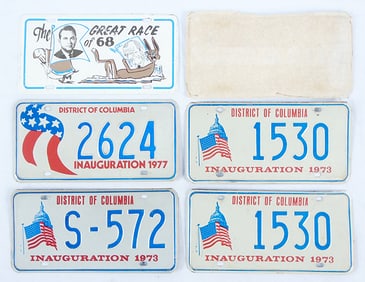 The GREAT RACE
of 68
DISTRICT OF COLUMBIA
2624
INAUGURATION 1977
DISTRICT OF COLUMBIA
1530
INAUGURATION 1973
DISTRICT OF COLUMBIA
S-572
INAUGURATION 1973
DISTRICT OF COLUMBIA
1530
INAUGURATION 1973